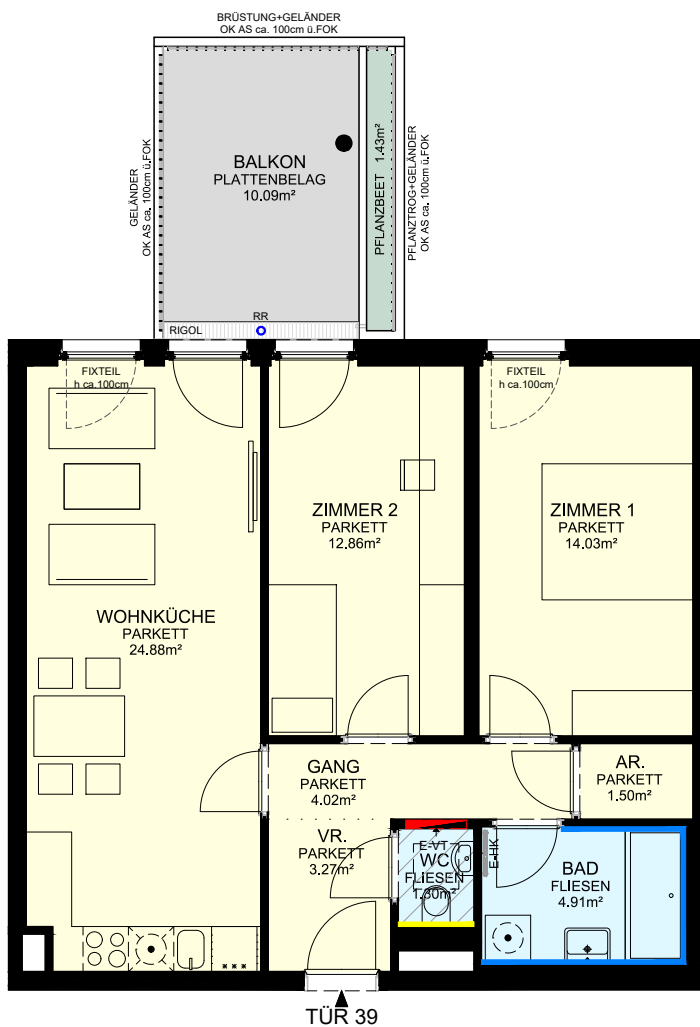 BRÜSTUNG+GELÄNDER
OK AS ca. 100cm ü.FOK
GELÄNDER
OK AS ca. 100cm ü.FOK
BALKON
PLATTENBELAG
10.09m²
PFLANZBEET 1.43m²
PFLANZTROG+GELÄNDER
OK AS ca. 100cm ü.FOK
RR
RIGOL
FIXTEIL
h ca.100cm
FIXTEIL
h ca.100cm
ZIMMER 2
PARKETT
12.86m²
ZIMMER 1
PARKETT
14.03m²
WOHNKÜCHE
PARKETT
24.88m²
GANG
PARKETT
4.02m²
AR.
PARKETT
1.50m²
VR.
PARKETT
3.27m²
E-VT
WC
FLIESEN
1.30m²
E-HK
BAD
FLIESEN
4.91m²
TÜR 39